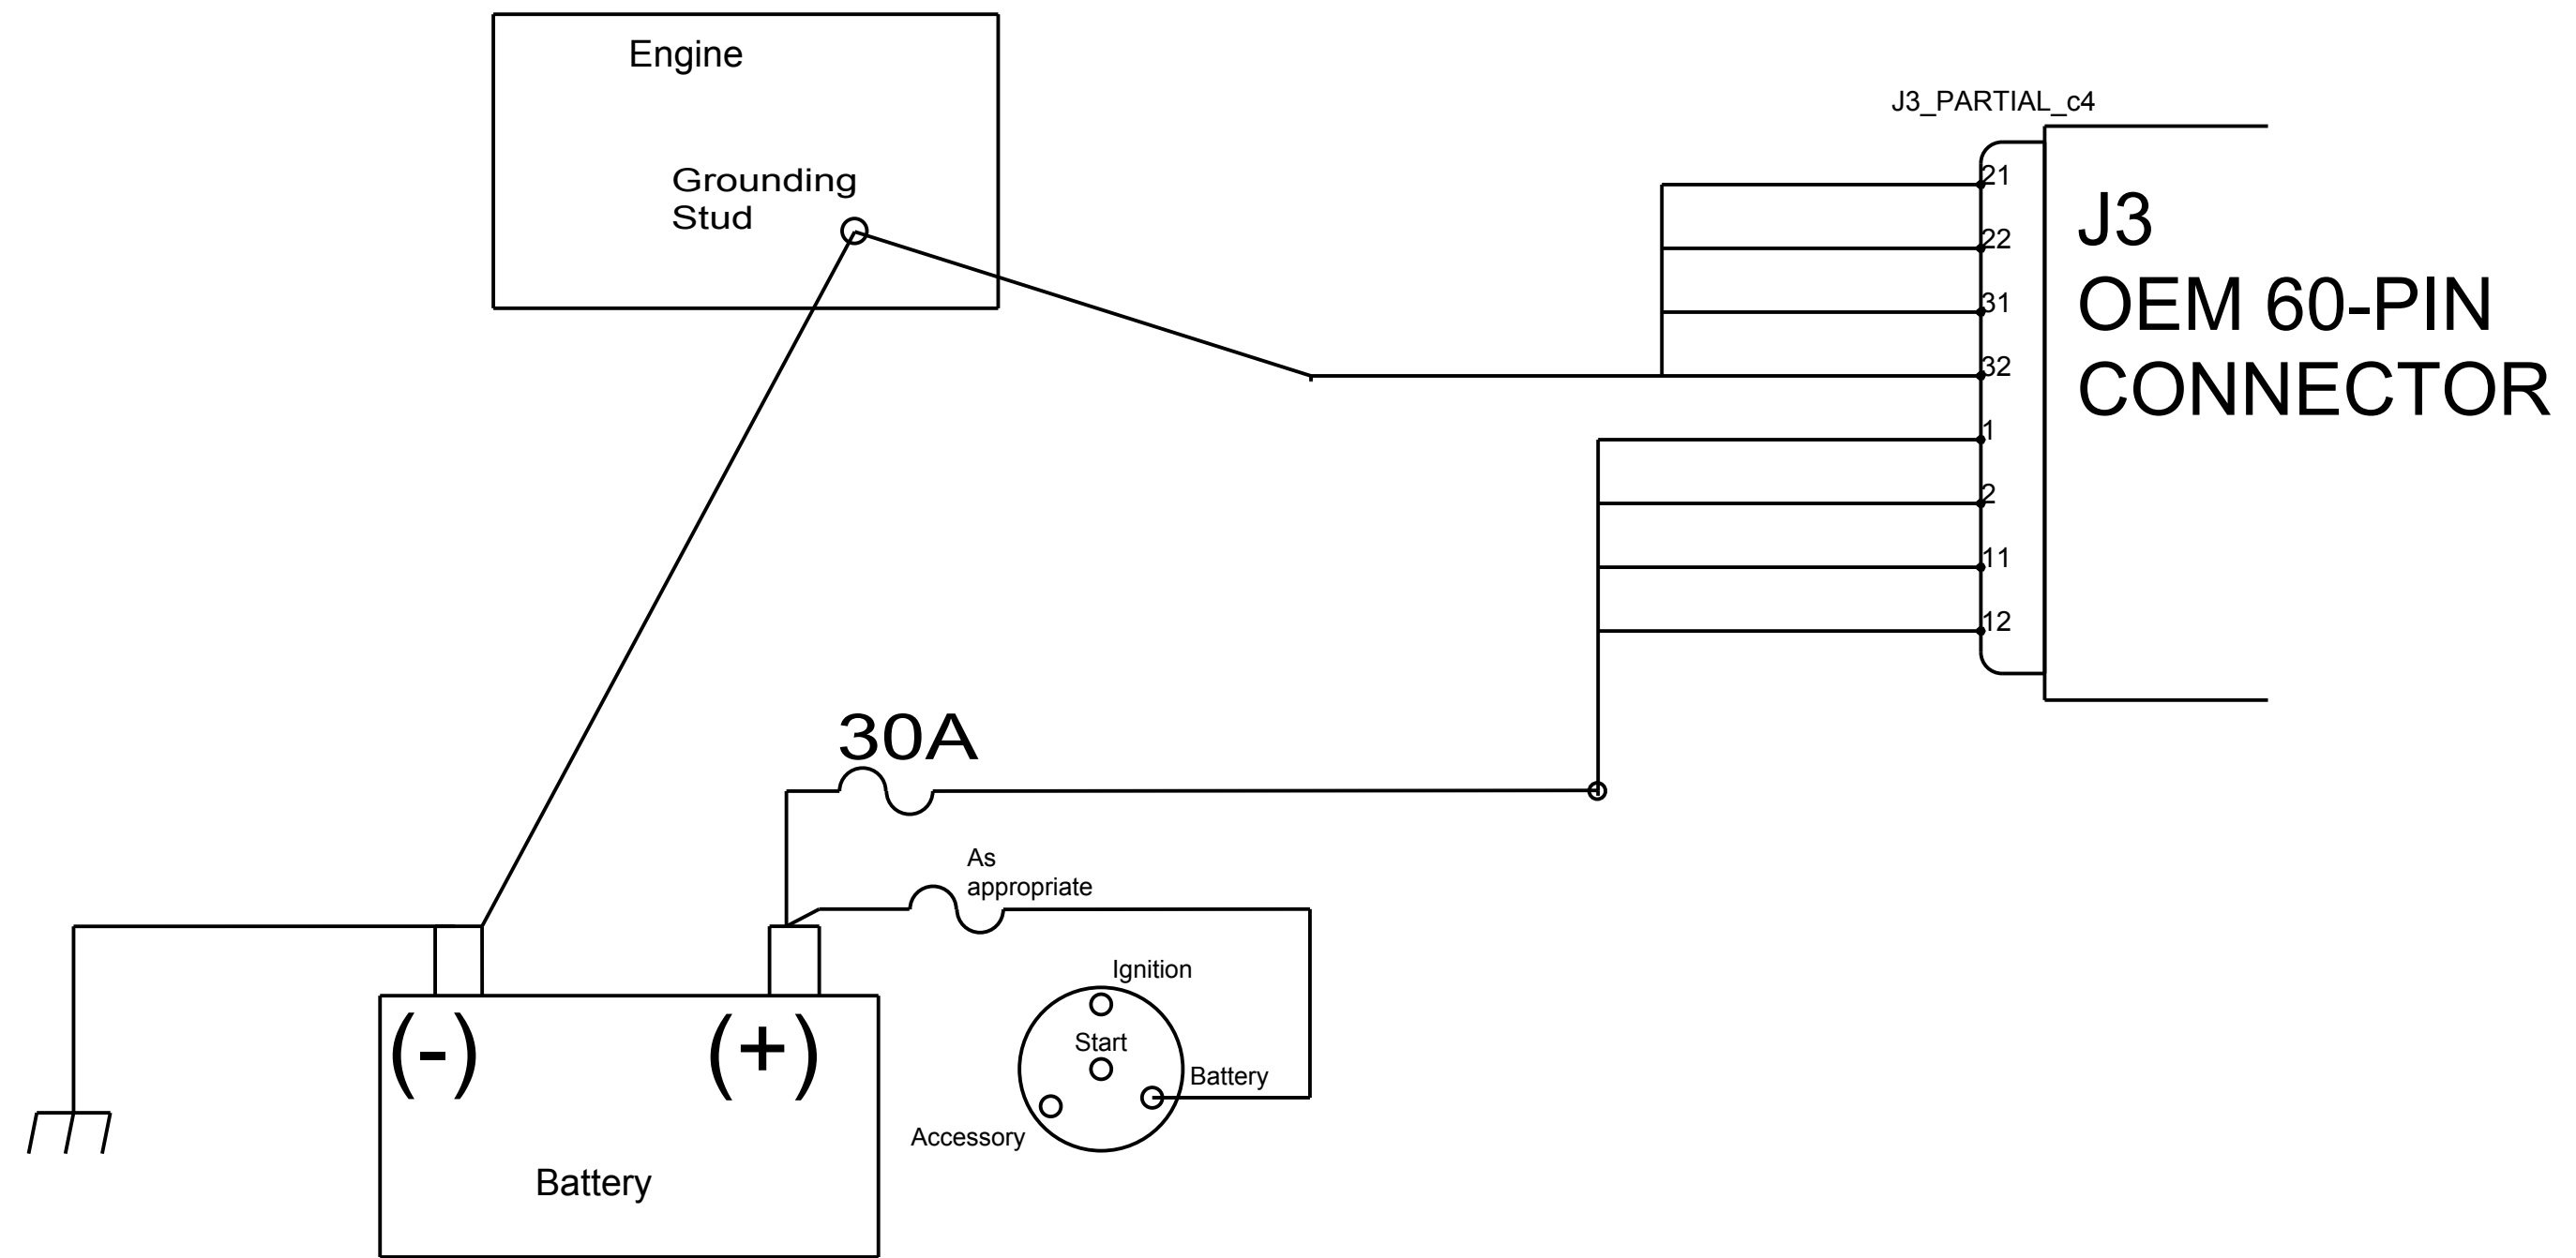 Engine
J3_PARTIAL_c4
Grounding
Stud
21
22
31
32
1
2
11
12
J3
OEM 60-PIN
CONNECTOR
30A
As
appropriate
Ignition
Start
Battery
Accessory
(-)
(+)
Battery